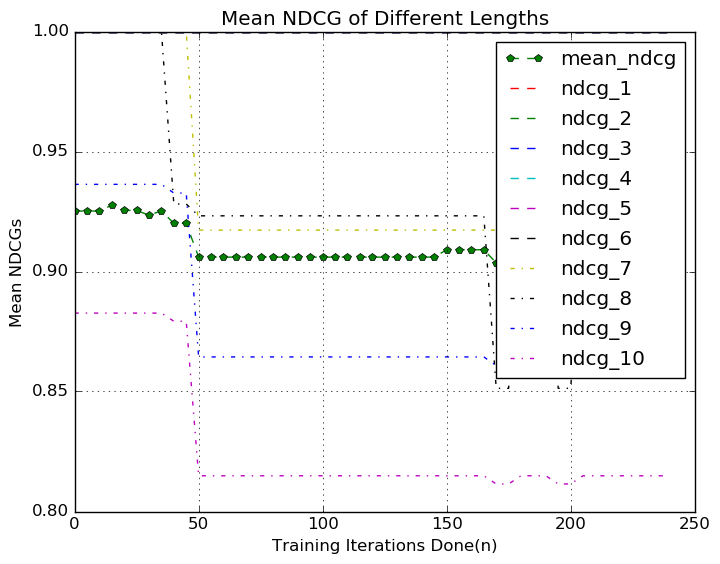 Mean NDCG of Different Lengths
1.00
0.95
0.90
0.85
0.80
Mean NDCGs
mean_ndcg
ndcg_1
ndcg_2
ndcg_3
ndcg_4
ndcg_5
ndcg_6
ndcg_7
ndcg_8
ndcg_9
ndcg_10
0 50 100 150 200 250
Training Iterations Done(n)